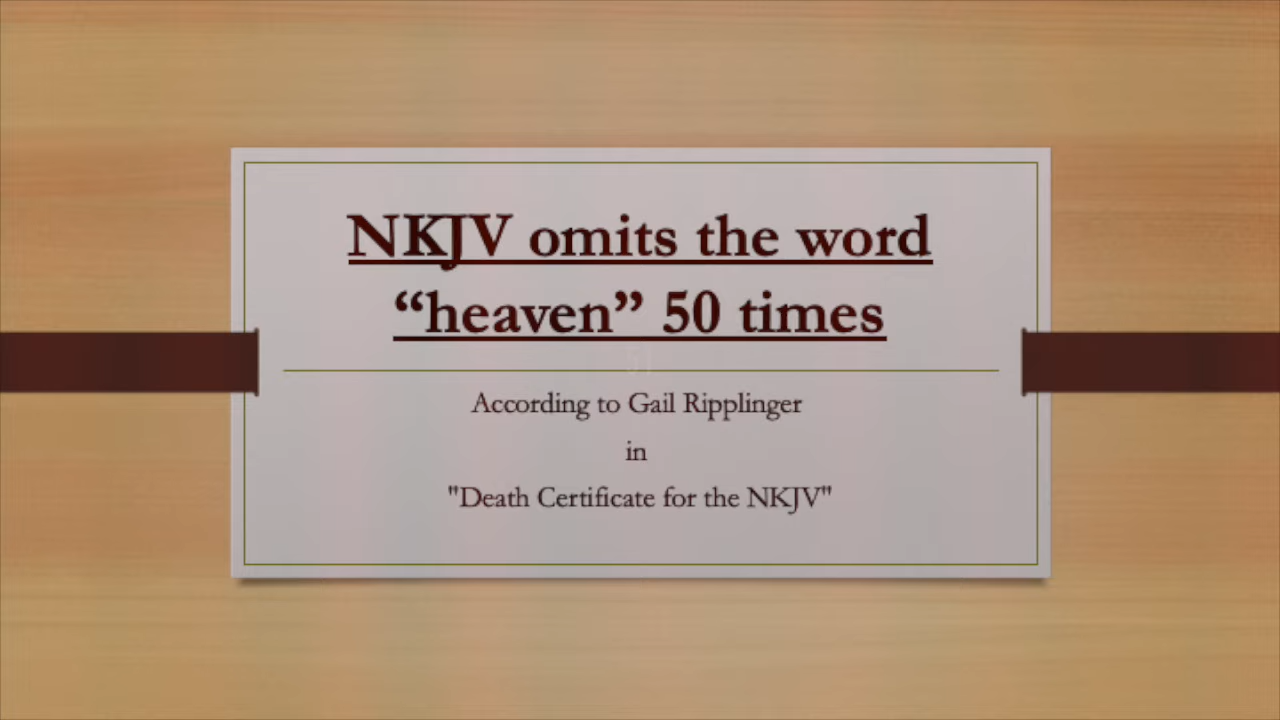 NKJV omits the word
“heaven” 50 times
According to Gail Ripplinger
in
"Death Certificate for the NKJV"